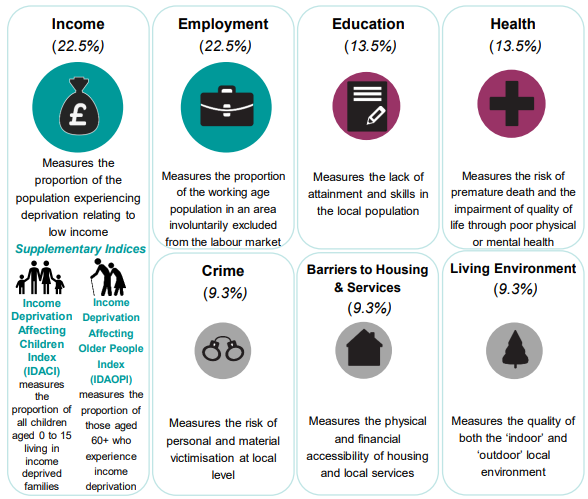 Income
(22.5%)
£
Measures the
proportion of the
population experiencing
deprivation relating to
low income
Supplementary Indices
Income
Deprivation
Affecting
Children
Index
(IDACI)
measures
the
proportion of
all children
aged 0 to 15
living in
income
deprived
families
Income
Deprivation
Affecting
Older People
Index
(IDAOPI)
measures the
proportion of
those aged
60+ who
experience
income
deprivation
Employment
(22.5%)
Measures the proportion
of the working age
population in an area
involuntarily excluded
from the labour market
Education
(13.5%)
Measures the lack of
attainment and skills in
the local population
Health
(13.5%)
Measures the risk of
premature death and the
impairment of quality of
life through poor physical
or mental health
Crime
(9.3%)
Measures the risk of
personal and material
victimisation at local
level
Barriers to Housing
& Services
(9.3%)
Measures the physical
and financial
accessibility of housing
and local services
Living Environment
(9.3%)
Measures the quality of
both the ‘indoor’ and
‘outdoor’ local
environment